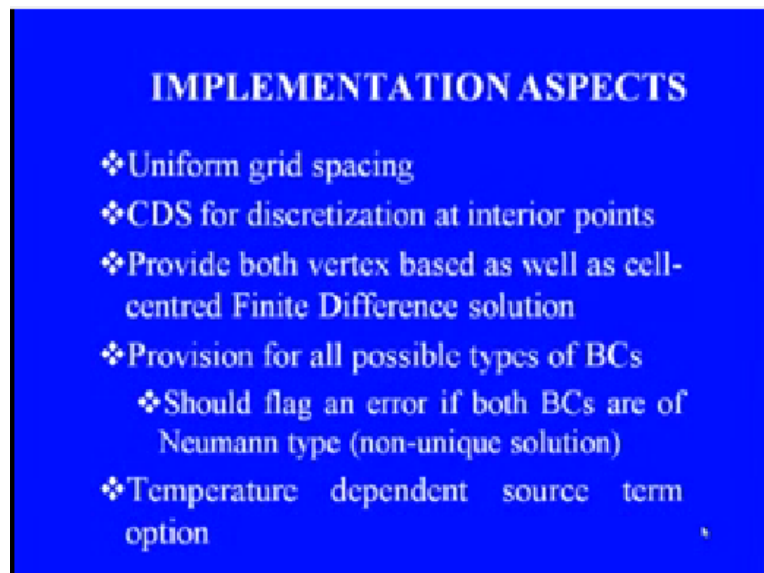 IMPLEMENTATION ASPECTS
❖Uniform grid spacing
❖CDS for discretization at interior points
❖Provide both vertex based as well as cell-
centred Finite Difference solution
❖Provision for all possible types of BCs
❖Should flag an error if both BCs are of
Neumann type (non-unique solution)
❖Temperature dependent source term
option